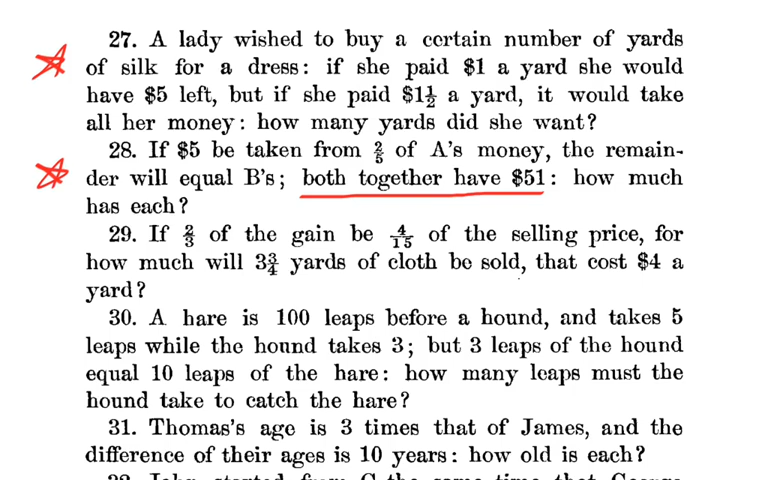 27. A lady wished to buy a certain number of yards
of silk for a dress: if she paid $1 a yard she would
have $5 left, but if she paid $1½ a yard, it would take
all her money: how many yards did she want?
28. If $5 be taken from ⅖ of A's money, the remain-
der will equal B's; both together have $51: how much
has each?
29. If ⅔ of the gain be 4/15 of the selling price, for
how much will 3¾ yards of cloth be sold, that cost $4 a
yard?
30. A hare is 100 leaps before a hound, and takes 5
leaps while the hound takes 3; but 3 leaps of the hound
equal 10 leaps of the hare: how many leaps must the
hound take to catch the hare?
31. Thomas's age is 3 times that of James, and the
difference of their ages is 10 years: how old is each?